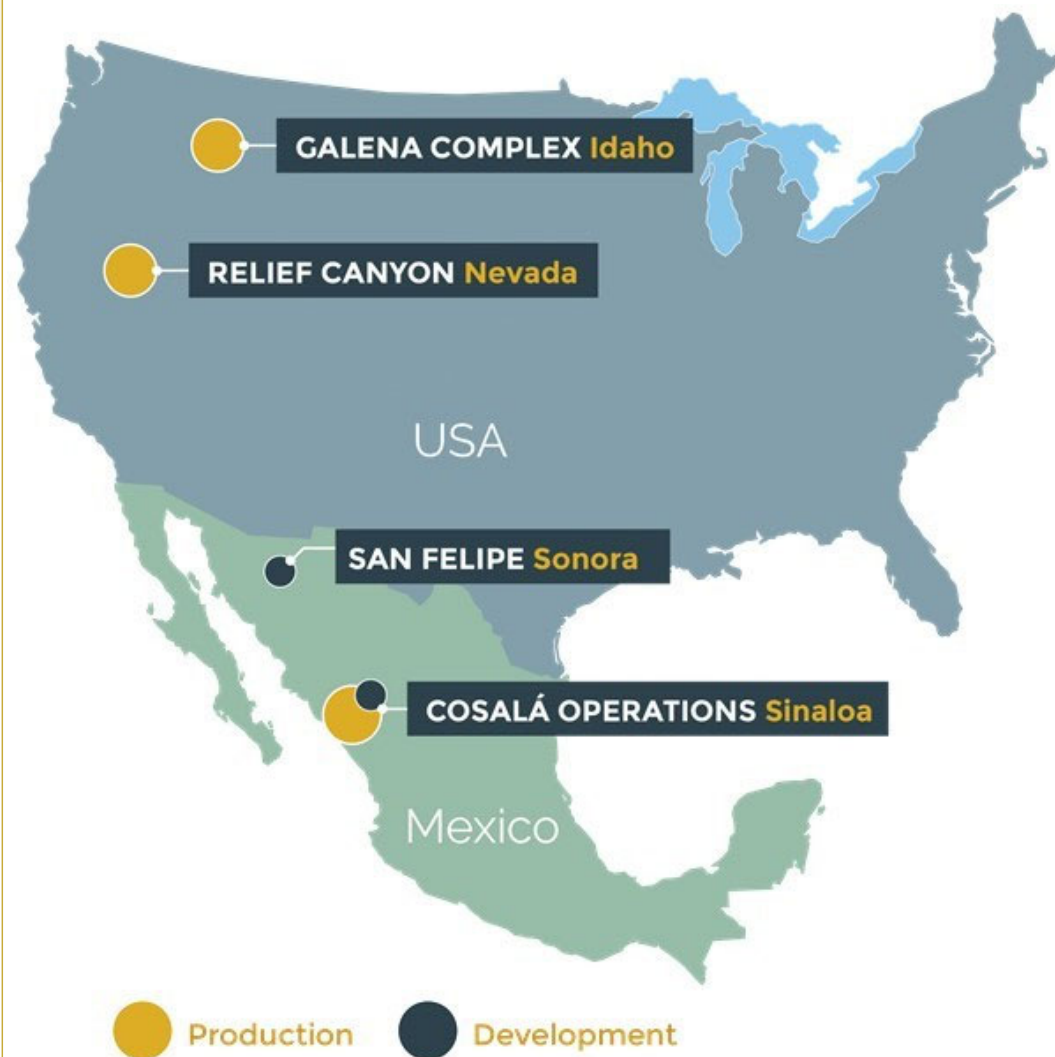 GALENA COMPLEX Idaho
RELIEF CANYON Nevada
USA
SAN FELIPE Sonora
COSALÁ OPERATIONS Sinaloa
Mexico
Production Development